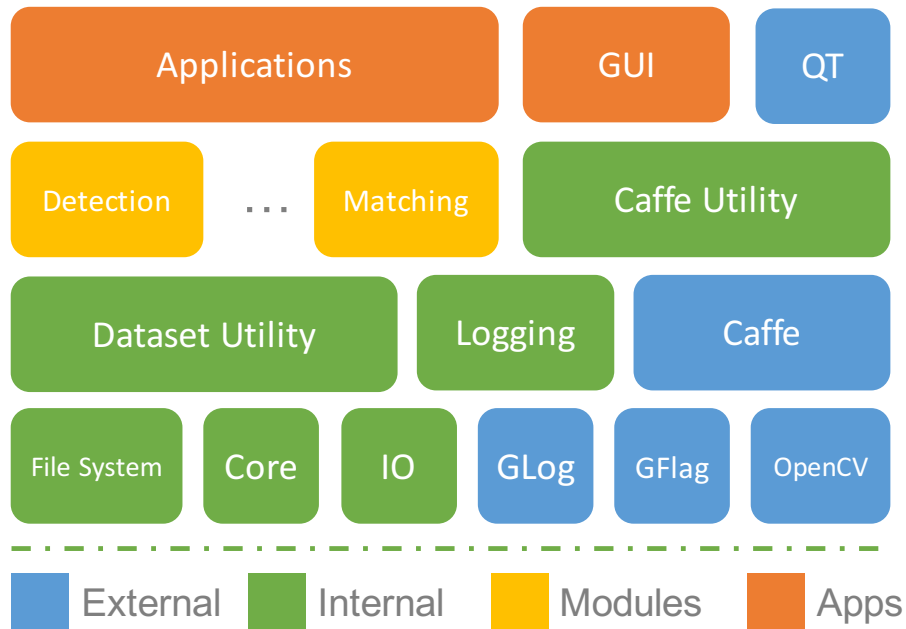 Applications GUI QT
Detection ... Matching Caffe Utility
Dataset Utility Logging Caffe
File System Core IO GLog GFlag OpenCV
External Internal Modules Apps